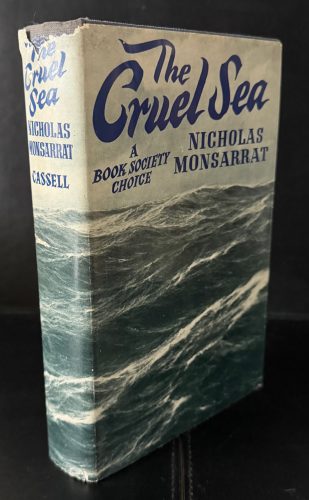 The
Cruel
Sea
NICHOLAS
MONSARRAT
CASSELL
The
Cruel Sea
A
BOOK SOCIETY
CHOICE
NICHOLAS
MONSARRAT